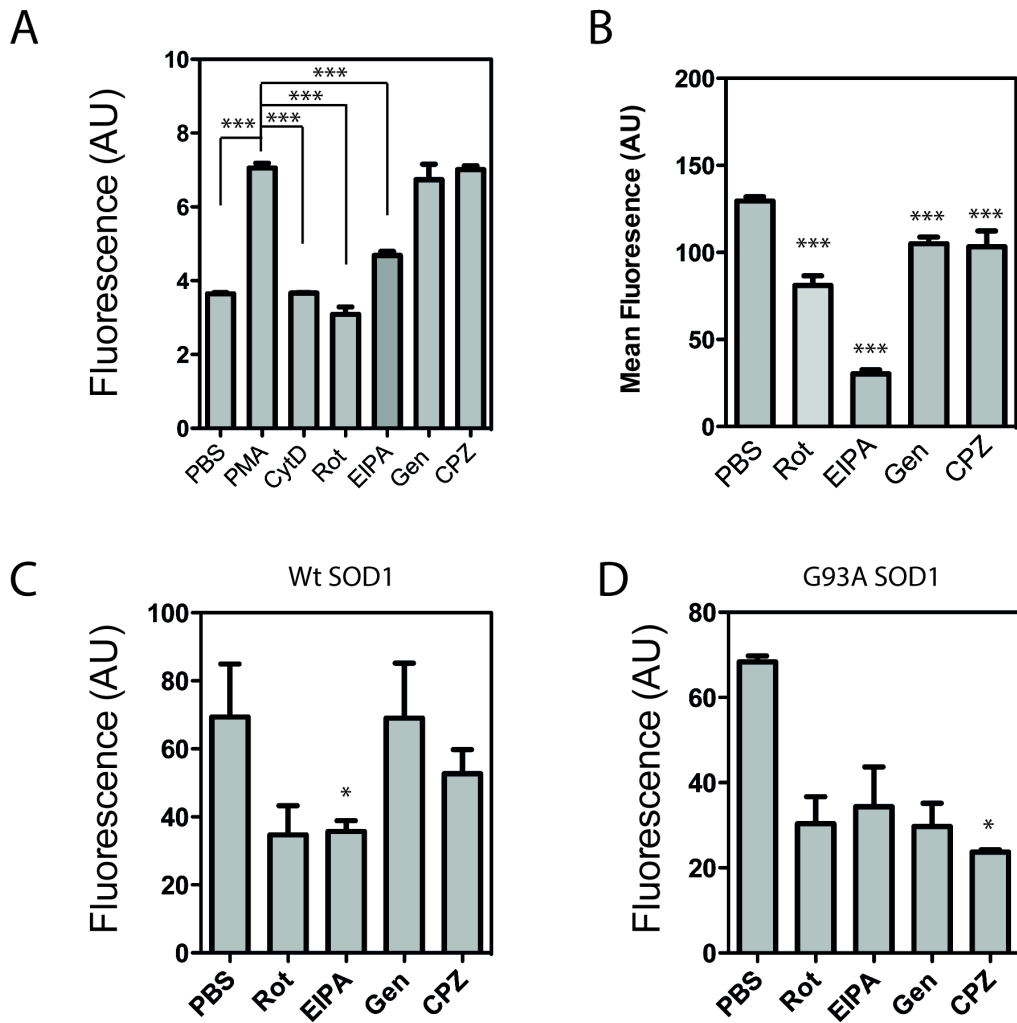 A
Fluorescence (AU)
10
8
6
4
2
0
***
***
***
***
PBS
PMA
CytD
Rot
EIPA
Gen
CPZ
B
Mean Fluoresence (AU)
200
150
100
50
0
***
***
***
***
PBS
Rot
EIPA
Gen
CPZ
C
Wt SOD1
Fluorescence (AU)
100
80
60
40
20
0
*
PBS
Rot
EIPA
Gen
CPZ
D
G93A SOD1
Fluorescence (AU)
80
60
40
20
0
*
PBS
Rot
EIPA
Gen
CPZ